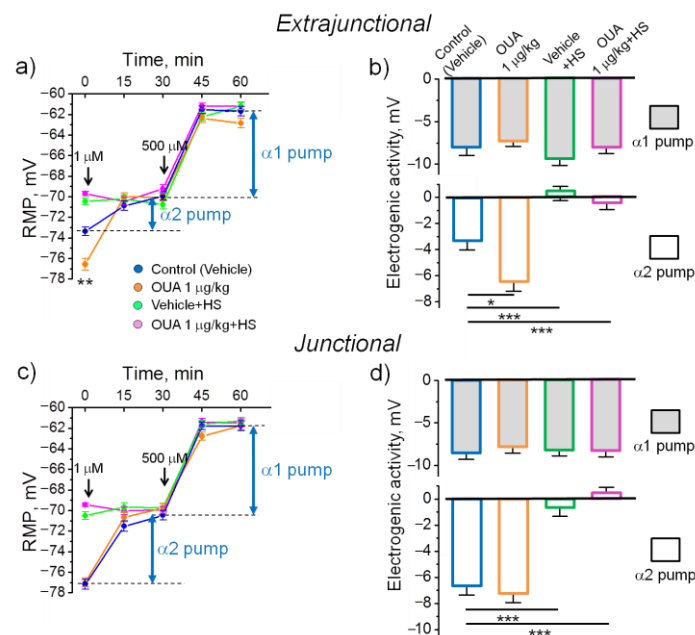 Extrajunctional
a)
Time, min
0 15 30 45 60
−60
−62
−64
−66
−68
−70
−72
−74
−76
−78
RMP, mV
1 μM
500 μM
α1 pump
α2 pump
**
Control (Vehicle)
OUA 1 μg/kg
Vehicle+HS
OUA 1 μg/kg+HS
b)
Control
(Vehicle)
OUA
1 μg/kg
Vehicle
+HS
OUA
1 μg/kg+HS
Electrogenic activity, mV
0
−5
−10
2
0
−2
−4
−6
−8
α1 pump
α2 pump
*
***
***
Junctional
c)
Time, min
0 15 30 45 60
−60
−62
−64
−66
−68
−70
−72
−74
−76
−78
RMP, mV
1 μM
500 μM
α1 pump
α2 pump
d)
Electrogenic activity, mV
0
−5
−10
0
−2
−4
−6
−8
−10
α1 pump
α2 pump
***
***